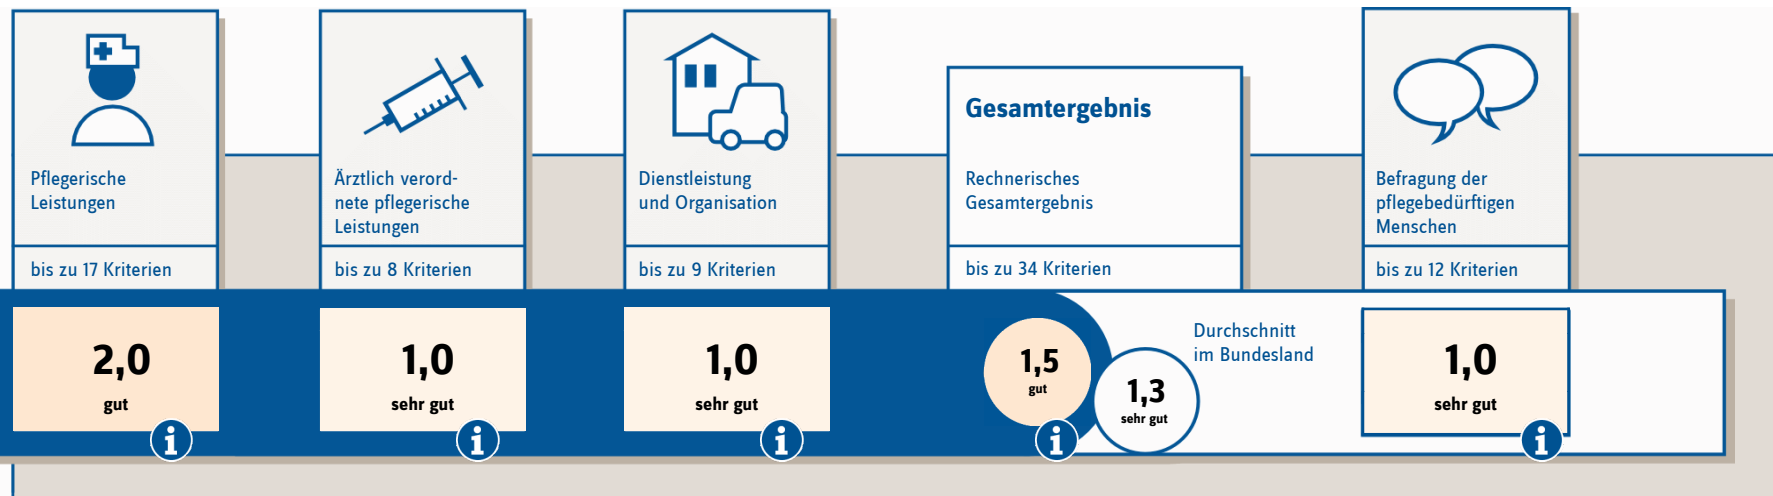 Pflegerische
Leistungen
bis zu 17 Kriterien
2,0
gut
i
Ärztlich verord-
nete pflegerische
Leistungen
bis zu 8 Kriterien
1,0
sehr gut
i
Dienstleistung
und Organisation
bis zu 9 Kriterien
1,0
sehr gut
i
Gesamtergebnis
Rechnerisches
Gesamtergebnis
bis zu 34 Kriterien
1,5
gut
i
1,3
sehr gut
Durchschnitt
im Bundesland
Befragung der
pflegebedürftigen
Menschen
bis zu 12 Kriterien
1,0
sehr gut
i